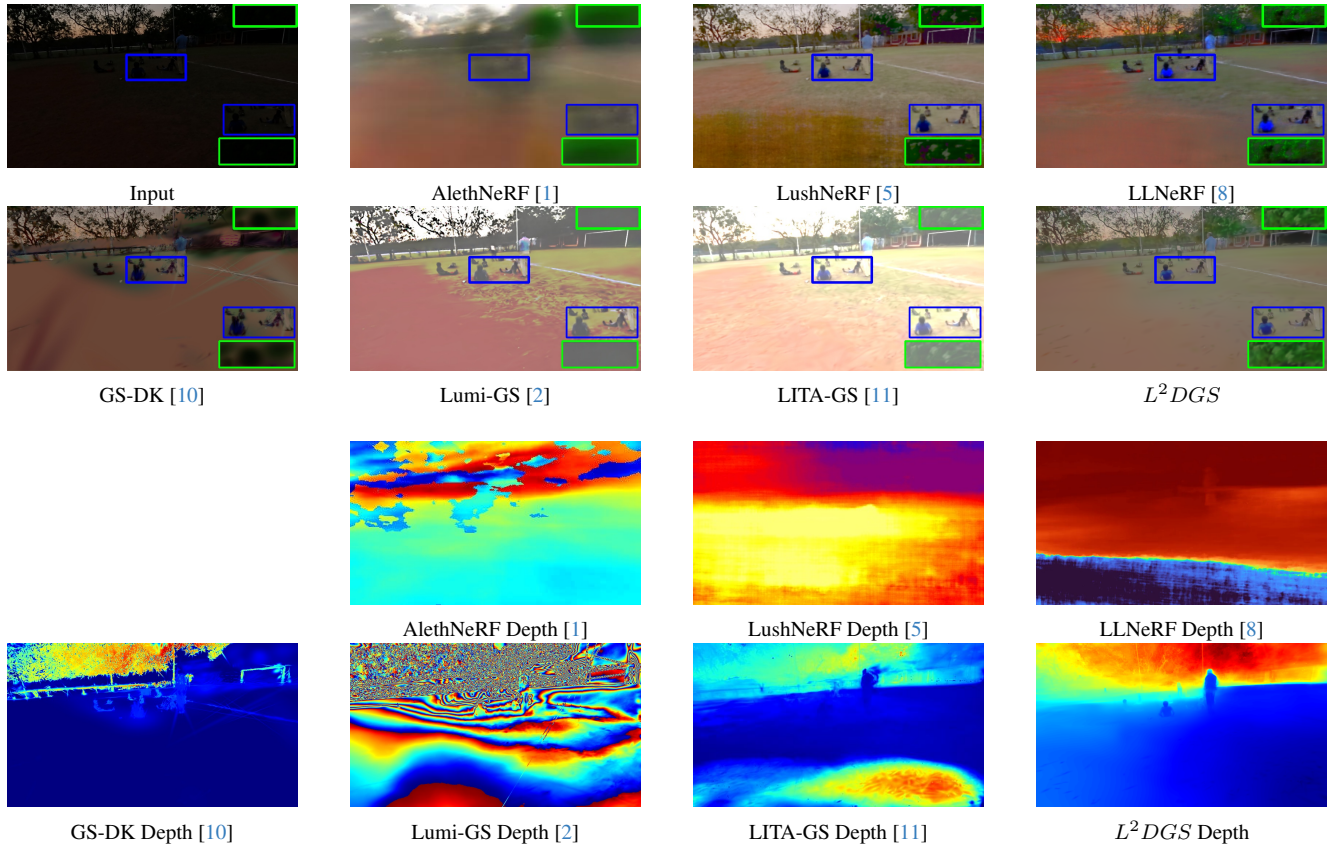 Input
AlethNeRF [1]
LushNeRF [5]
LLNeRF [8]
GS-DK [10]
Lumi-GS [2]
LITA-GS [11]
L²DGS
AlethNeRF Depth [1]
LushNeRF Depth [5]
LLNeRF Depth [8]
GS-DK Depth [10]
Lumi-GS Depth [2]
LITA-GS Depth [11]
L²DGS Depth